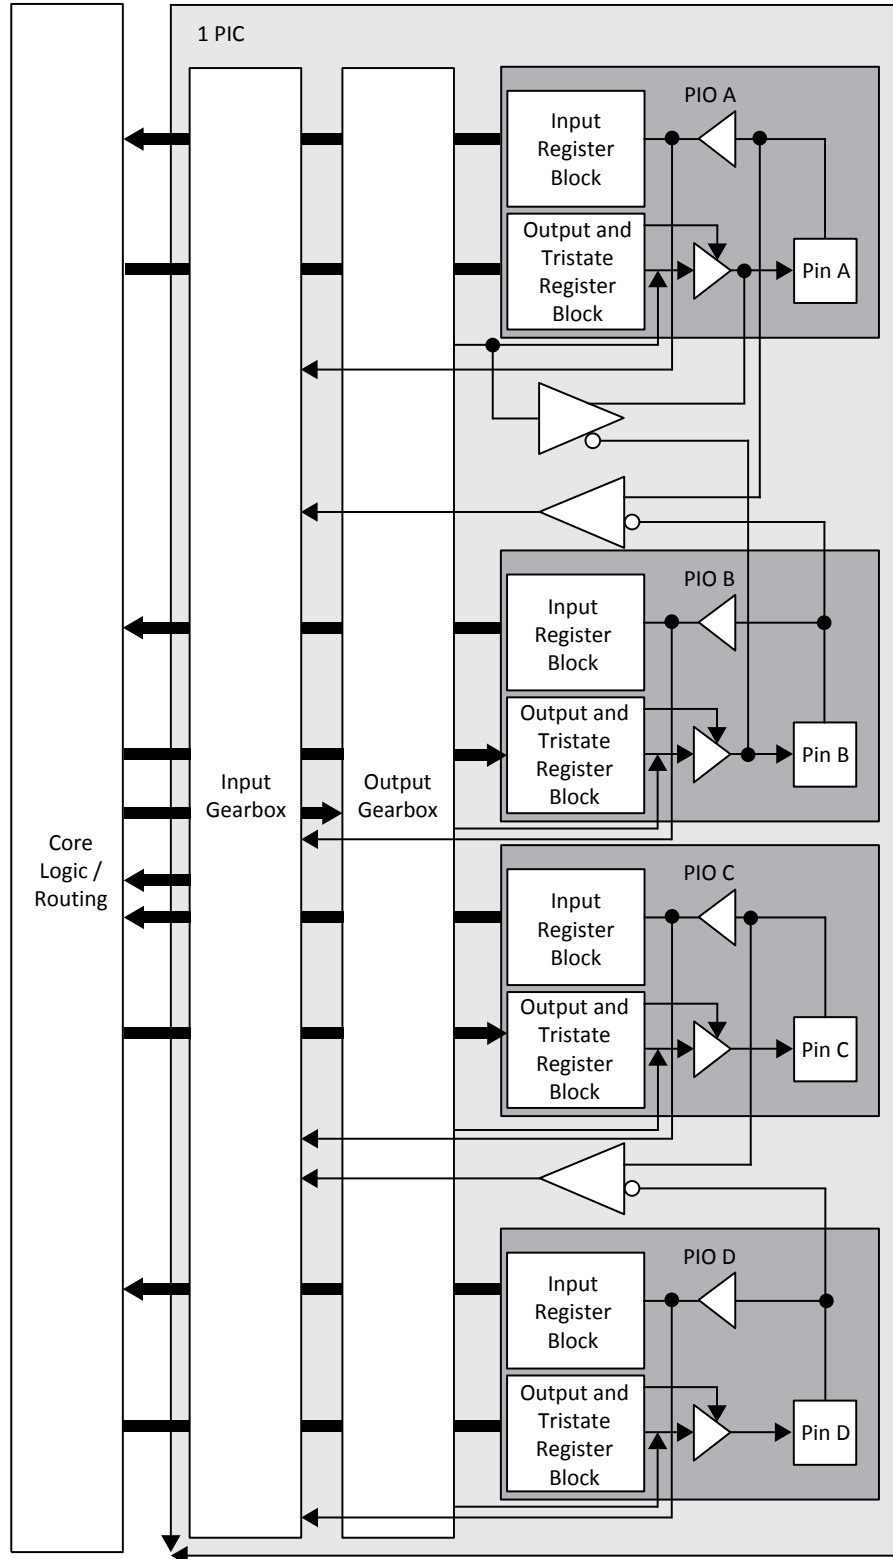 1 PIC
PIO A
Input
Register
Block
Output and
Tristate
Register
Block
Pin A
PIO B
Input
Register
Block
Output and
Tristate
Register
Block
Pin B
Input
Gearbox
Output
Gearbox
Core
Logic /
Routing
PIO C
Input
Register
Block
Output and
Tristate
Register
Block
Pin C
PIO D
Input
Register
Block
Output and
Tristate
Register
Block
Pin D